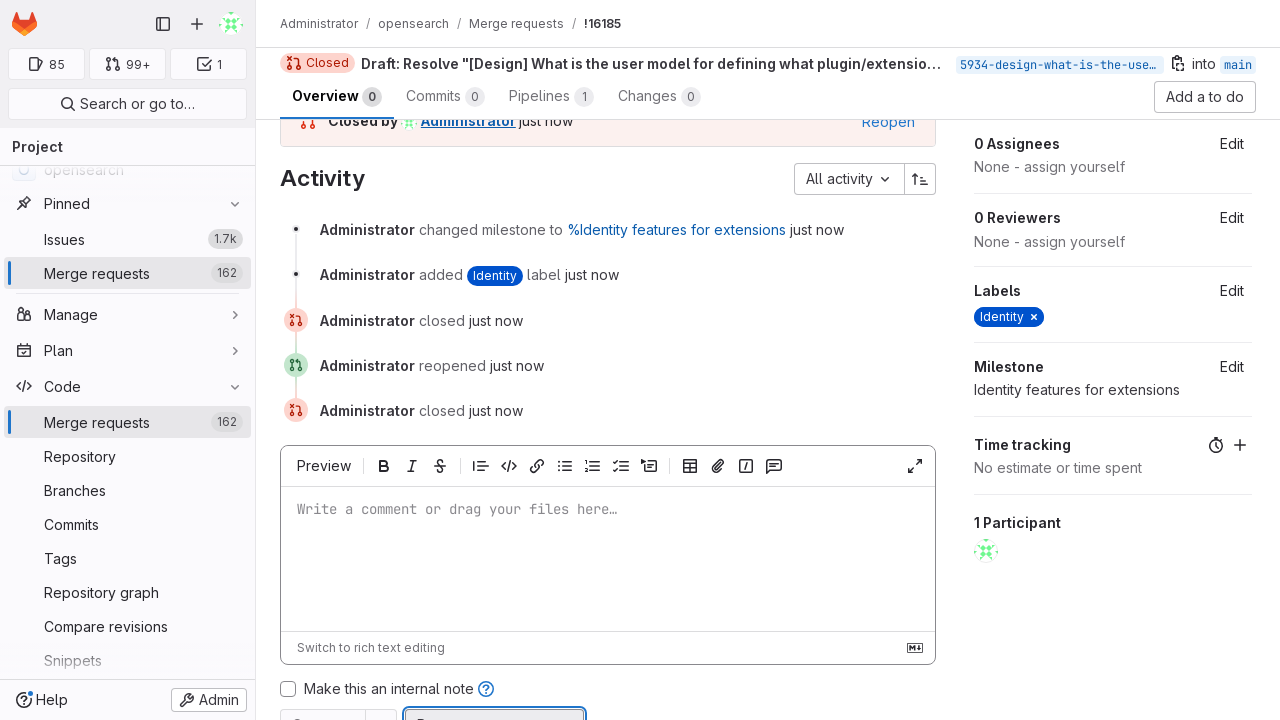 Administrator / opensearch / Merge requests / !16185
85
99+
1
Search or go to…
Project
opensearch
Pinned
Issues 1.7k
Merge requests 162
Manage
Plan
Code
Merge requests 162
Repository
Branches
Commits
Tags
Repository graph
Compare revisions
Snippets
Help
Admin
Closed Draft: Resolve "[Design] What is the user model for defining what plugin/extensio… 5934-design-what-is-the-use… into main
Overview 0 Commits 0 Pipelines 1 Changes 0 Add a to do
Closed by Administrator just now Reopen
Activity All activity
Administrator changed milestone to %Identity features for extensions just now
Administrator added Identity label just now
Administrator closed just now
Administrator reopened just now
Administrator closed just now
Preview
Write a comment or drag your files here…
Switch to rich text editing
Make this an internal note
0 Assignees Edit
None - assign yourself
0 Reviewers Edit
None - assign yourself
Labels Edit
Identity ×
Milestone Edit
Identity features for extensions
Time tracking
No estimate or time spent
1 Participant